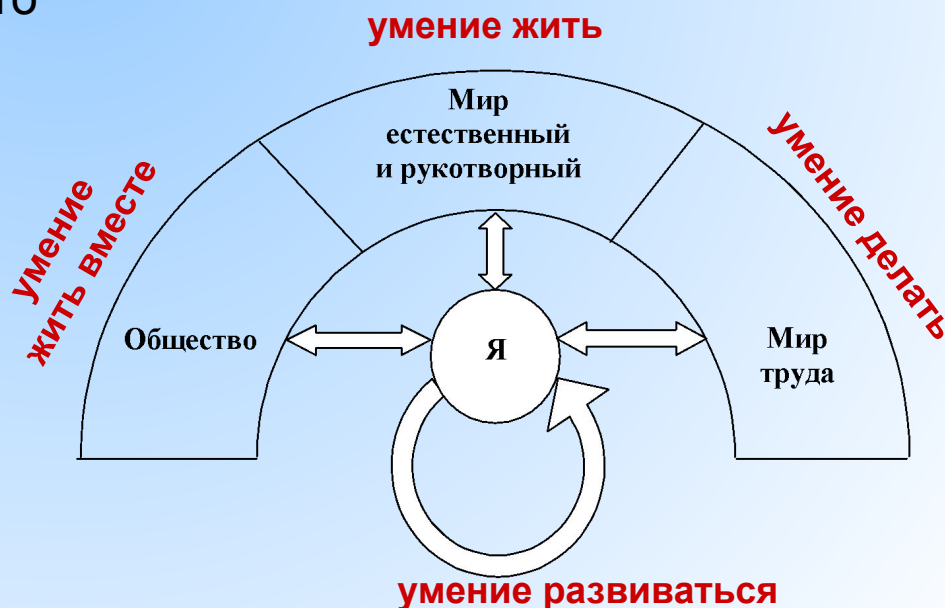 умение жить
Мир
естественный
и рукотворный
умение
жить вместе
умение делать
Общество
Я
Мир
труда
умение развиваться